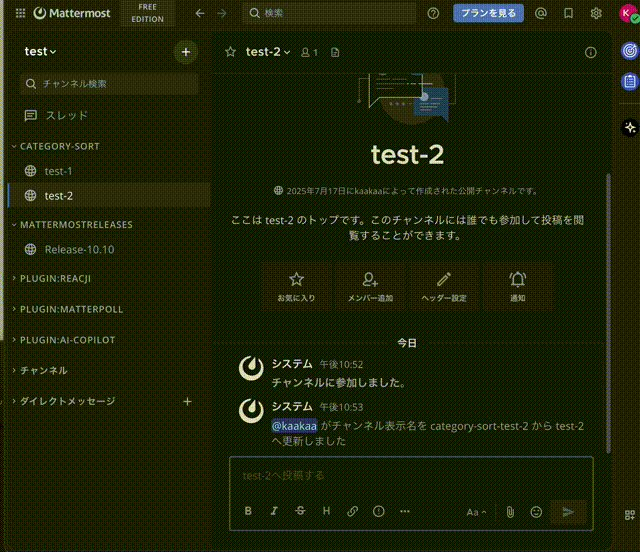 Mattermost
FREE
EDITION
検索
プランを見る
K
test
test-2
1
チャンネル検索
スレッド
CATEGORY-SORT
test-1
test-2
MATTERMOSTRELEASES
Release-10.10
PLUGIN:REACJI
PLUGIN:MATTERPOLL
PLUGIN:AI-COPILOT
チャンネル
ダイレクトメッセージ
test-2
2025年7月17日にkaakaaによって作成された公開チャンネルです。
ここは test-2 のトップです。このチャンネルには誰でも参加して投稿を閲
覧することができます。
お気に入り
メンバー追加
ヘッダー設定
通知
今日
システム 午後10:52
チャンネルに参加しました。
システム 午後10:53
@kaakaa がチャンネル表示名を category-sort-test-2 から test-2
へ更新しました
test-2へ投稿する
B I S H
Aa